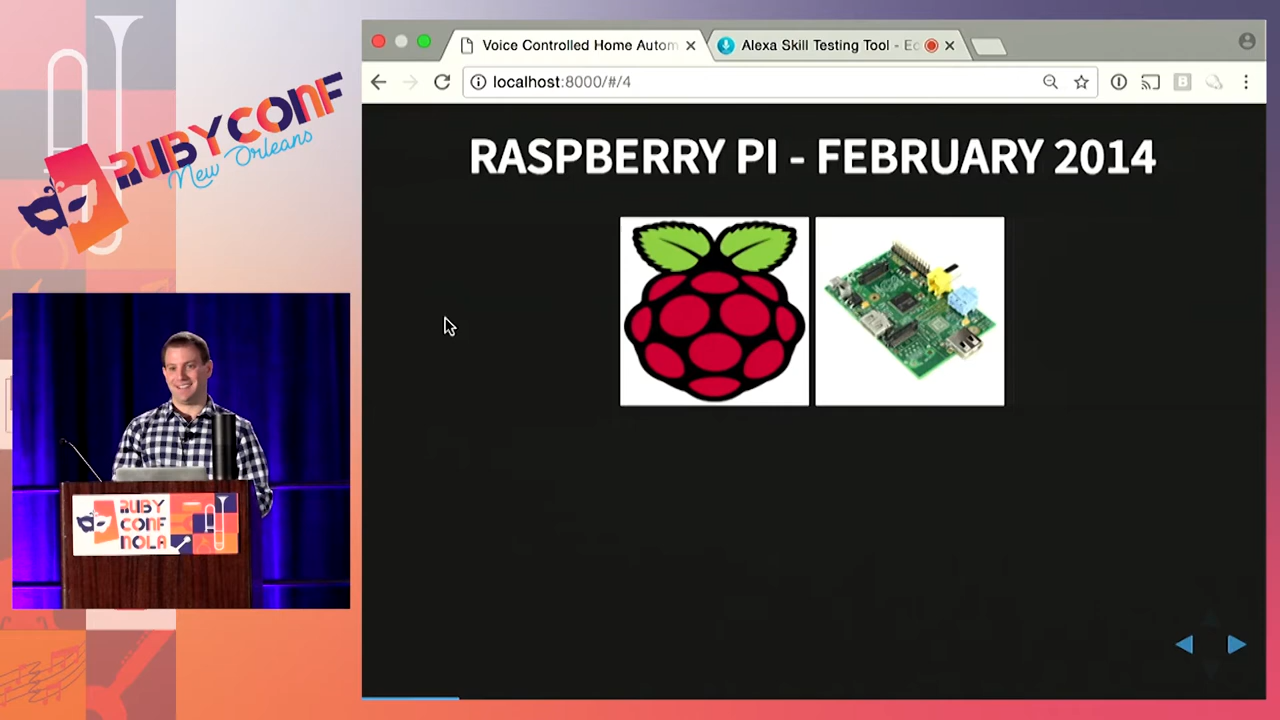 RUBYCONF
New Orleans
RUBY
CONF
NOLA
Voice Controlled Home Autom
Alexa Skill Testing Tool - Ec
localhost:8000/#/4
RASPBERRY PI - FEBRUARY 2014